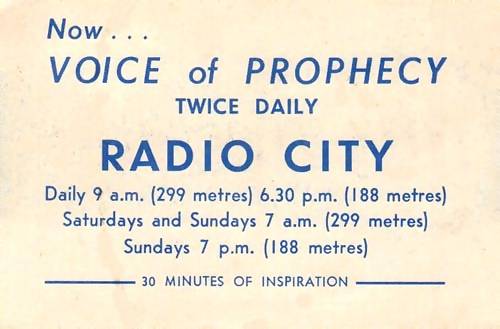 Now...
VOICE of PROPHECY
TWICE DAILY
RADIO CITY
Daily 9 a.m. (299 metres) 6.30 p.m. (188 metres)
Saturdays and Sundays 7 a.m. (299 metres)
Sundays 7 p.m. (188 metres)
30 MINUTES OF INSPIRATION